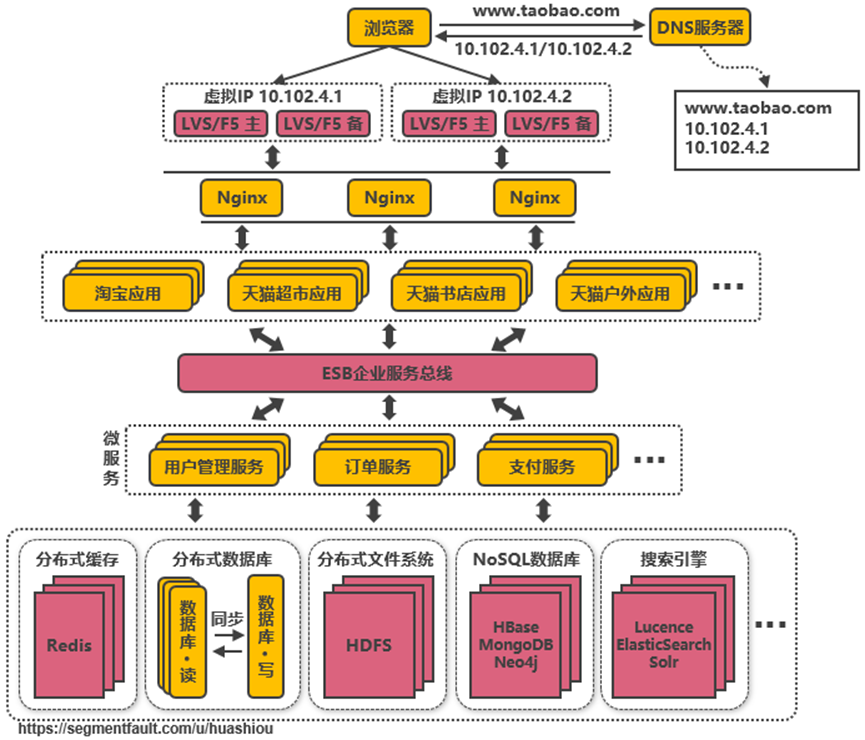 www.taobao.com
浏览器
DNS服务器
10.102.4.1/10.102.4.2
虚拟IP 10.102.4.1
虚拟IP 10.102.4.2
LVS/F5 主
LVS/F5 备
LVS/F5 主
LVS/F5 备
www.taobao.com
10.102.4.1
10.102.4.2
Nginx
Nginx
Nginx
淘宝应用
天猫超市应用
天猫书店应用
天猫户外应用
...
ESB企业服务总线
微服务
用户管理服务
订单服务
支付服务
...
分布式缓存
分布式数据库
分布式文件系统
NoSQL数据库
搜索引擎
Redis
数据库·读
同步
数据库·写
HDFS
HBase
MongoDB
Neo4j
Lucence
ElasticSearch
Solr
...
https://segmentfault.com/u/huashiou